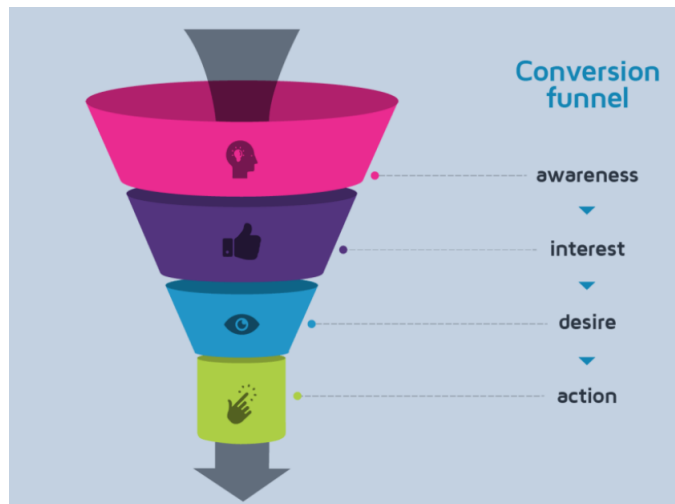 Conversion
funnel
awareness
interest
desire
action